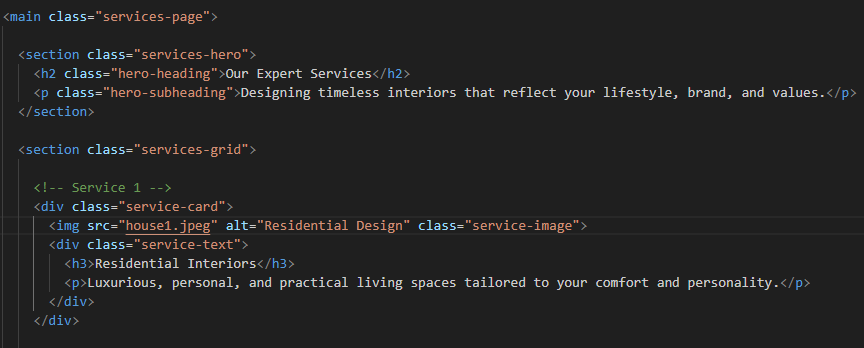 <main class="services-page">
<section class="services-hero">
<h2 class="hero-heading">Our Expert Services</h2>
<p class="hero-subheading">Designing timeless interiors that reflect your lifestyle, brand, and values.</p>
</section>
<section class="services-grid">
<!-- Service 1 -->
<div class="service-card">
<img src="house1.jpeg" alt="Residential Design" class="service-image">
<div class="service-text">
<h3>Residential Interiors</h3>
<p>Luxurious, personal, and practical living spaces tailored to your comfort and personality.</p>
</div>
</div>